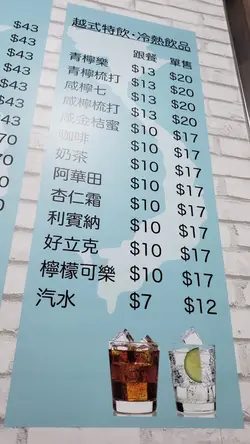 $43
$43
$43
$43
$43
$43
越式特飲·冷熱飲品
跟餐 單售
青檸樂 $13 $20
青檸梳打 $13 $20
咸檸七 $13 $20
咸檸梳打 $13 $20
咸金桔蜜 $13 $20
咖啡 $10 $17
奶茶 $10 $17
阿華田 $10 $17
杏仁霜 $10 $17
利賓納 $10 $17
好立克 $10 $17
檸檬可樂 $10 $17
汽水 $7 $12